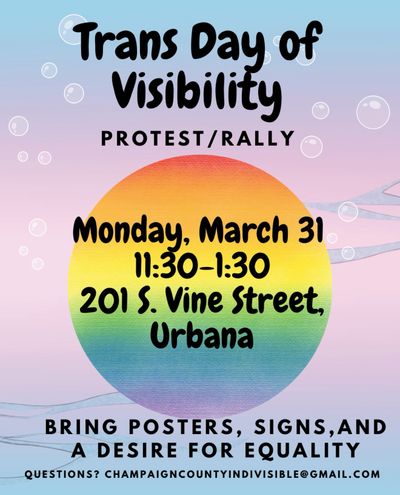 Trans Day of
Visibility
PROTEST/RALLY
Monday, March 31
11:30-1:30
201 S. Vine Street,
Urbana
BRING POSTERS, SIGNS,AND
A DESIRE FOR EQUALITY
QUESTIONS? CHAMPAIGNCOUNTYINDIVISIBLE@GMAIL.COM